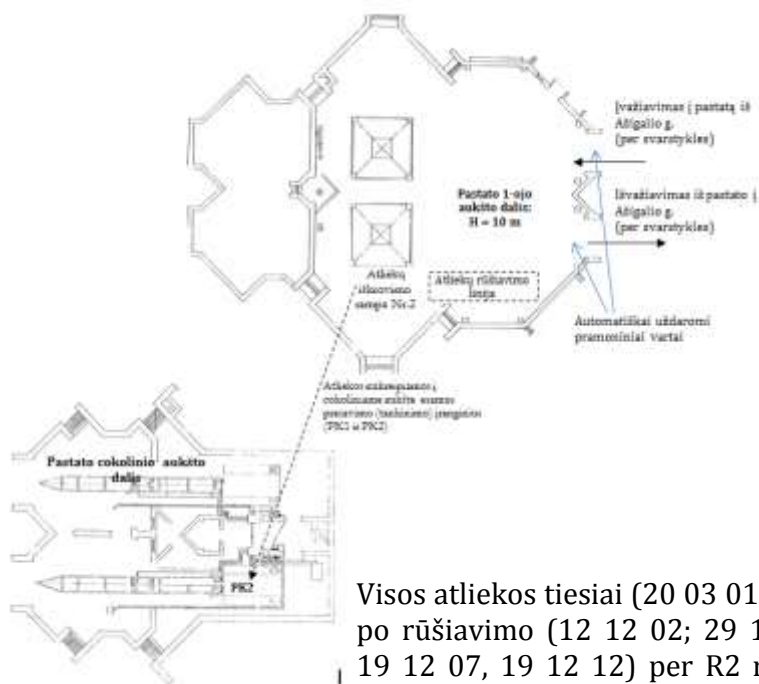 Įvažiavimas į pastatą iš
Ažigalio g.
(per svarstykles)
Pastato 1-ojo
aukšto dalis:
H = 10 m
Išvažiavimas iš pastato į
Ažigalio g.
(per svarstykles)
Atliekų
iškrovimo
rampa Nr.2
Atliekų rūšiavimo
linija
Automatiškai uždaromi
pramoniniai vartai
Atliekos nukreipiamos į
cokoliniame aukšte esamus
presavimo (tankinimo) įrenginius
(PK1 ir PK2)
Pastato cokolinio aukšto
dalis
PK2
Visos atliekos tiesiai (20 03 01
po rūšiavimo (12 12 02; 29 1
19 12 07, 19 12 12) per R2 r